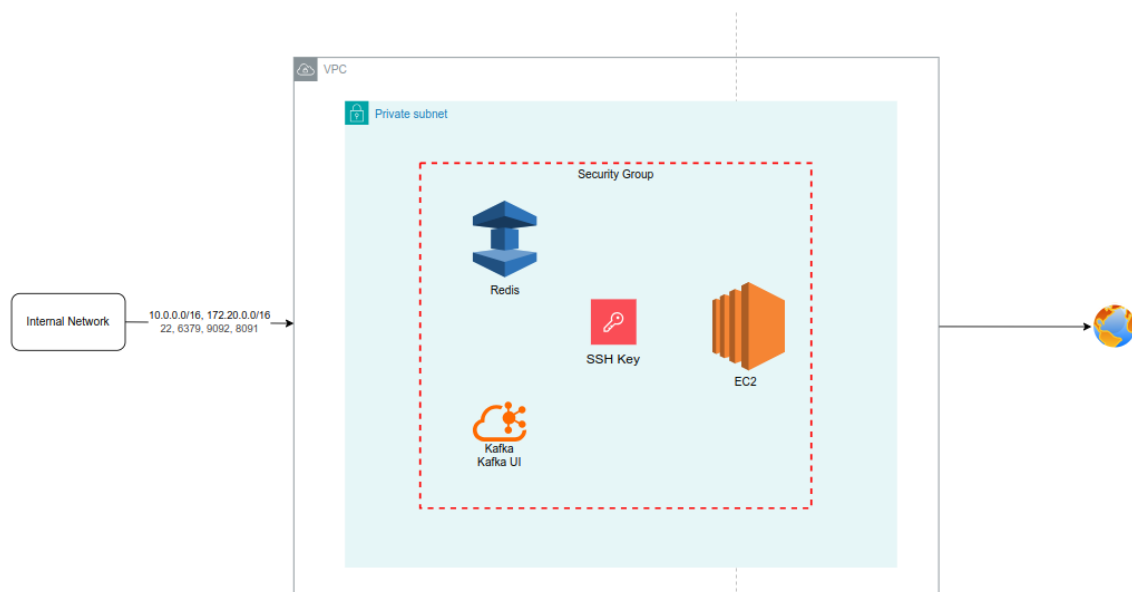 VPC
Private subnet
Security Group
Redis
Internal Network
10.0.0.0/16, 172.20.0.0/16
22, 6379, 9092, 8091
SSH Key
EC2
Kafka
Kafka UI